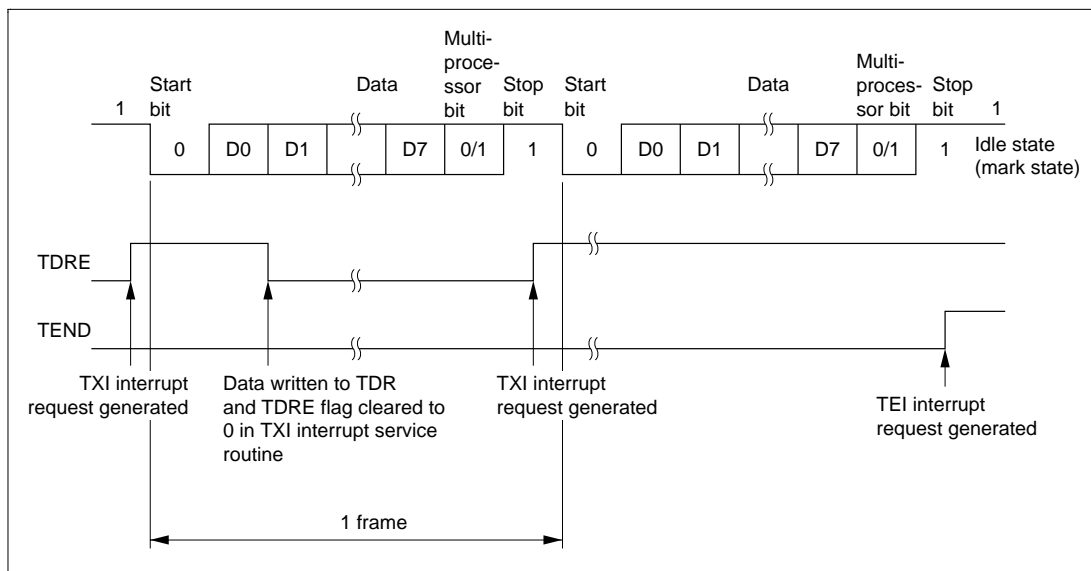 Multi-
proce-
ssor
bit
Multi-
proces-
sor bit
Start
bit
Data
Stop
bit
Start
bit
Data
Stop
bit
1
1
0
D0
D1
D7
0/1
1
0
D0
D1
D7
0/1
1
Idle state
(mark state)
TDRE
TEND
TXI interrupt
request generated
Data written to TDR
and TDRE flag cleared to
0 in TXI interrupt service
routine
TXI interrupt
request generated
TEI interrupt
request generated
1 frame